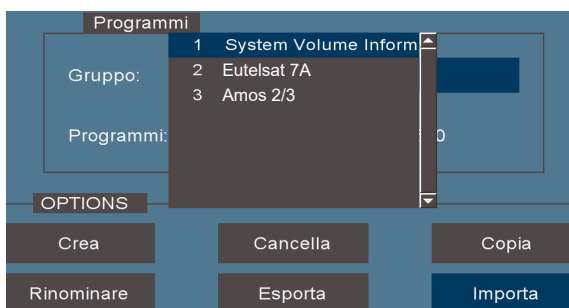 Programmi
1 System Volume Inform
Gruppo:
2 Eutelsat 7A
3 Amos 2/3
Programmi:
0
OPTIONS
Crea Cancella Copia
Rinominare Esporta Importa